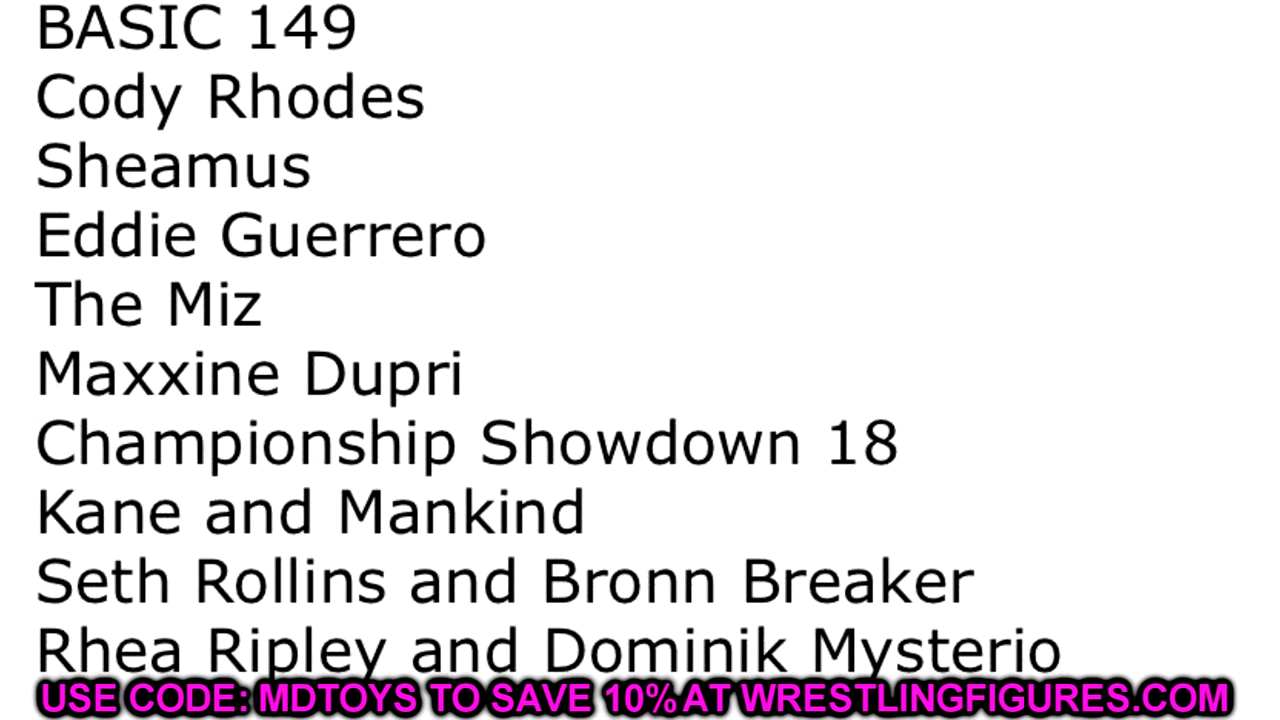 BASIC 149
Cody Rhodes
Sheamus
Eddie Guerrero
The Miz
Maxxine Dupri
Championship Showdown 18
Kane and Mankind
Seth Rollins and Bronn Breaker
Rhea Ripley and Dominik Mysterio
USE CODE: MDTOYS TO SAVE 10% AT WRESTLINGFIGURES.COM